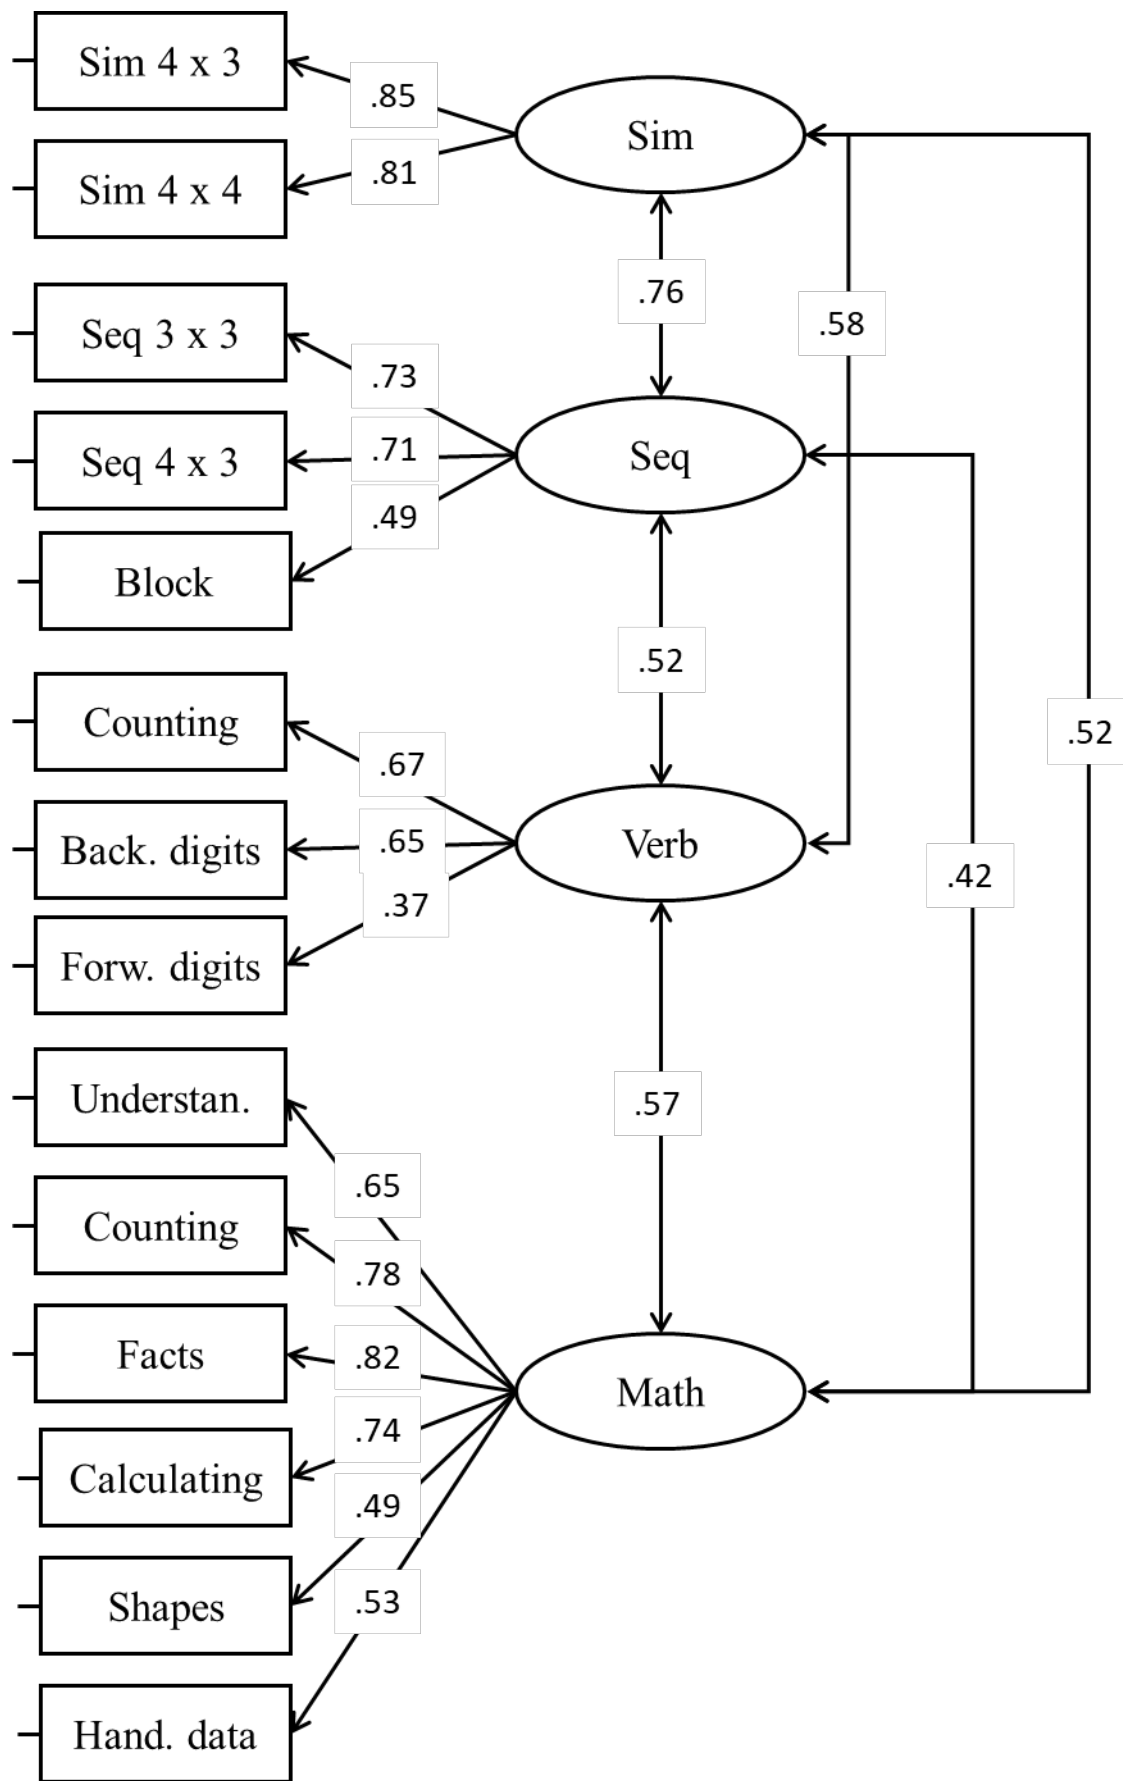 Sim 4 x 3
.85
Sim
Sim 4 x 4
.81
.76
.58
Seq 3 x 3
.73
Seq 4 x 3
.71
Seq
.49
Block
.52
Counting
.67
.52
Back. digits
.65
Verb
.42
.37
Forw. digits
Understan.
.57
.65
Counting
.78
Facts
.82
Math
.74
Calculating
.49
Shapes
.53
Hand. data